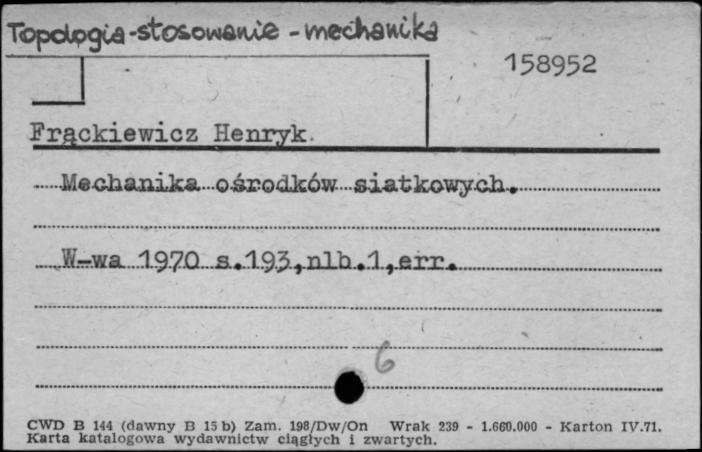 Topologia-stosowanie-mechanika
158952
Frąckiewicz Henryk.
Mechanika ośrodków siatkowych.
W-wa 1970 s.193,nlb.1,err.
6
CWD B 144 (dawny B 15 b) Zam. 198/Dw/On Wrak 239 - 1.660.000 - Karton IV.71.
Karta katalogowa wydawnictw ciągłych i zwartych.